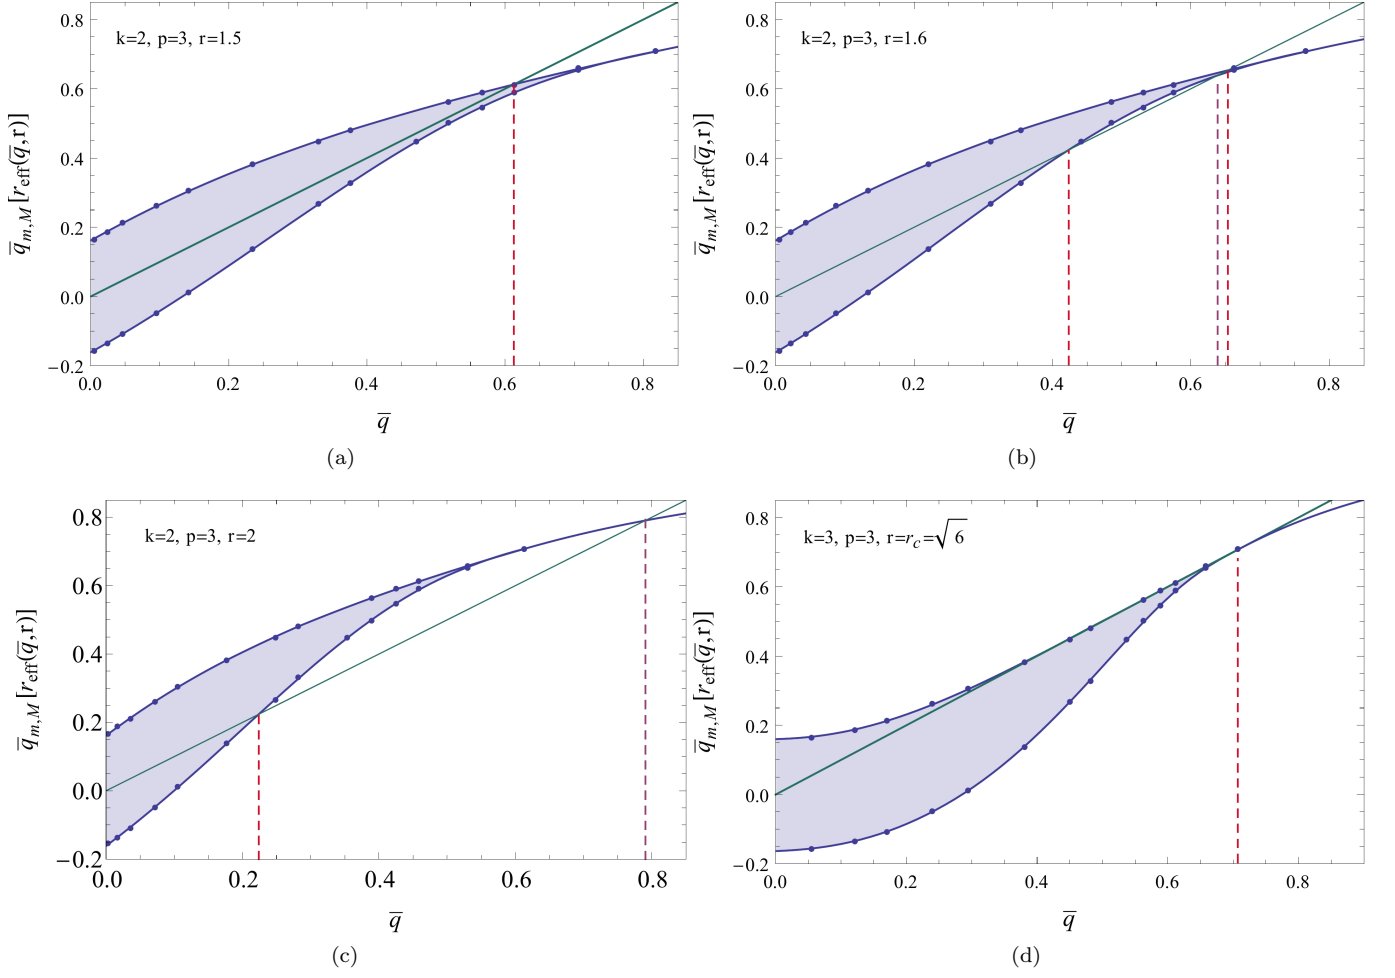 k=2, p=3, r=1.5
q̄m,M[reff(q̄,r)]
0.8
0.6
0.4
0.2
0.0
−0.2
0.0 0.2 0.4 0.6 0.8
q̄
(a)
k=2, p=3, r=1.6
q̄m,M[reff(q̄,r)]
0.8
0.6
0.4
0.2
0.0
−0.2
0.0 0.2 0.4 0.6 0.8
q̄
(b)
k=2, p=3, r=2
q̄m,M[reff(q̄,r)]
0.8
0.6
0.4
0.2
0.0
−0.2
0.0 0.2 0.4 0.6 0.8
q̄
(c)
k=3, p=3, r=rc=√6
q̄m,M[reff(q̄,r)]
0.8
0.6
0.4
0.2
0.0
−0.2
0.0 0.2 0.4 0.6 0.8
q̄
(d)